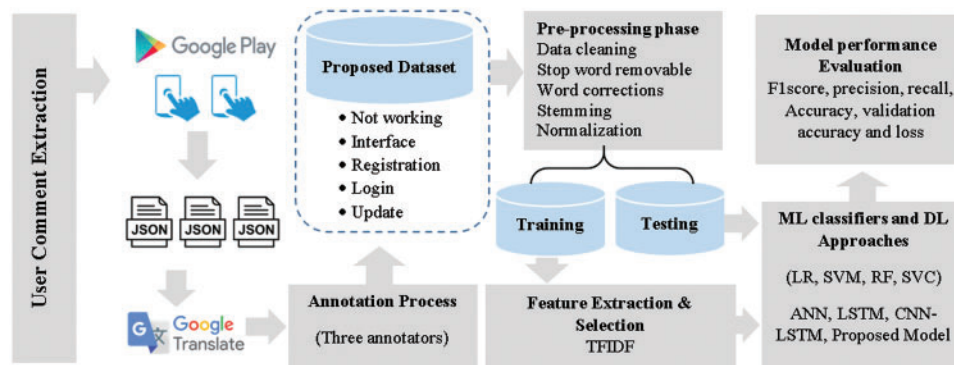 User Comment Extraction
Google Play
JSON
JSON
JSON
Google
Translate
Proposed Dataset
• Not working
• Interface
• Registration
• Login
• Update
Annotation Process
(Three annotators)
Pre-processing phase
Data cleaning
Stop word removable
Word corrections
Stemming
Normalization
Training
Testing
Feature Extraction &
Selection
TFIDF
ML classifiers and DL
Approaches
(LR, SVM, RF, SVC)
ANN, LSTM, CNN-
LSTM, Proposed Model
Model performance
Evaluation
F1score, precision, recall,
Accuracy, validation
accuracy and loss